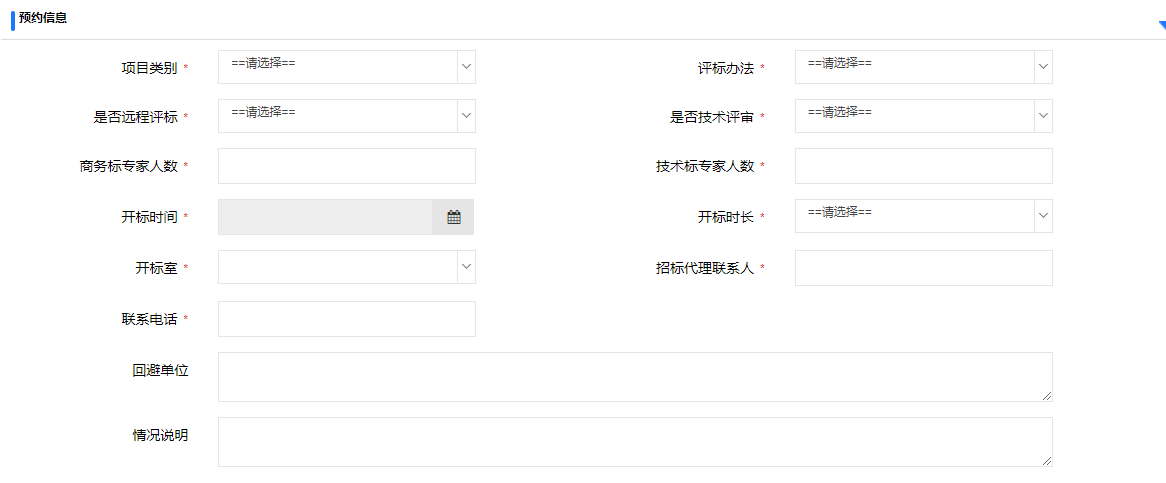 预约信息
项目类别 * ==请选择== 评标办法 * ==请选择==
是否远程评标 * ==请选择== 是否技术评审 * ==请选择==
商务标专家人数 * 技术标专家人数 *
开标时间 * 开标时长 * ==请选择==
开标室 * 招标代理联系人 *
联系电话 *
回避单位
情况说明